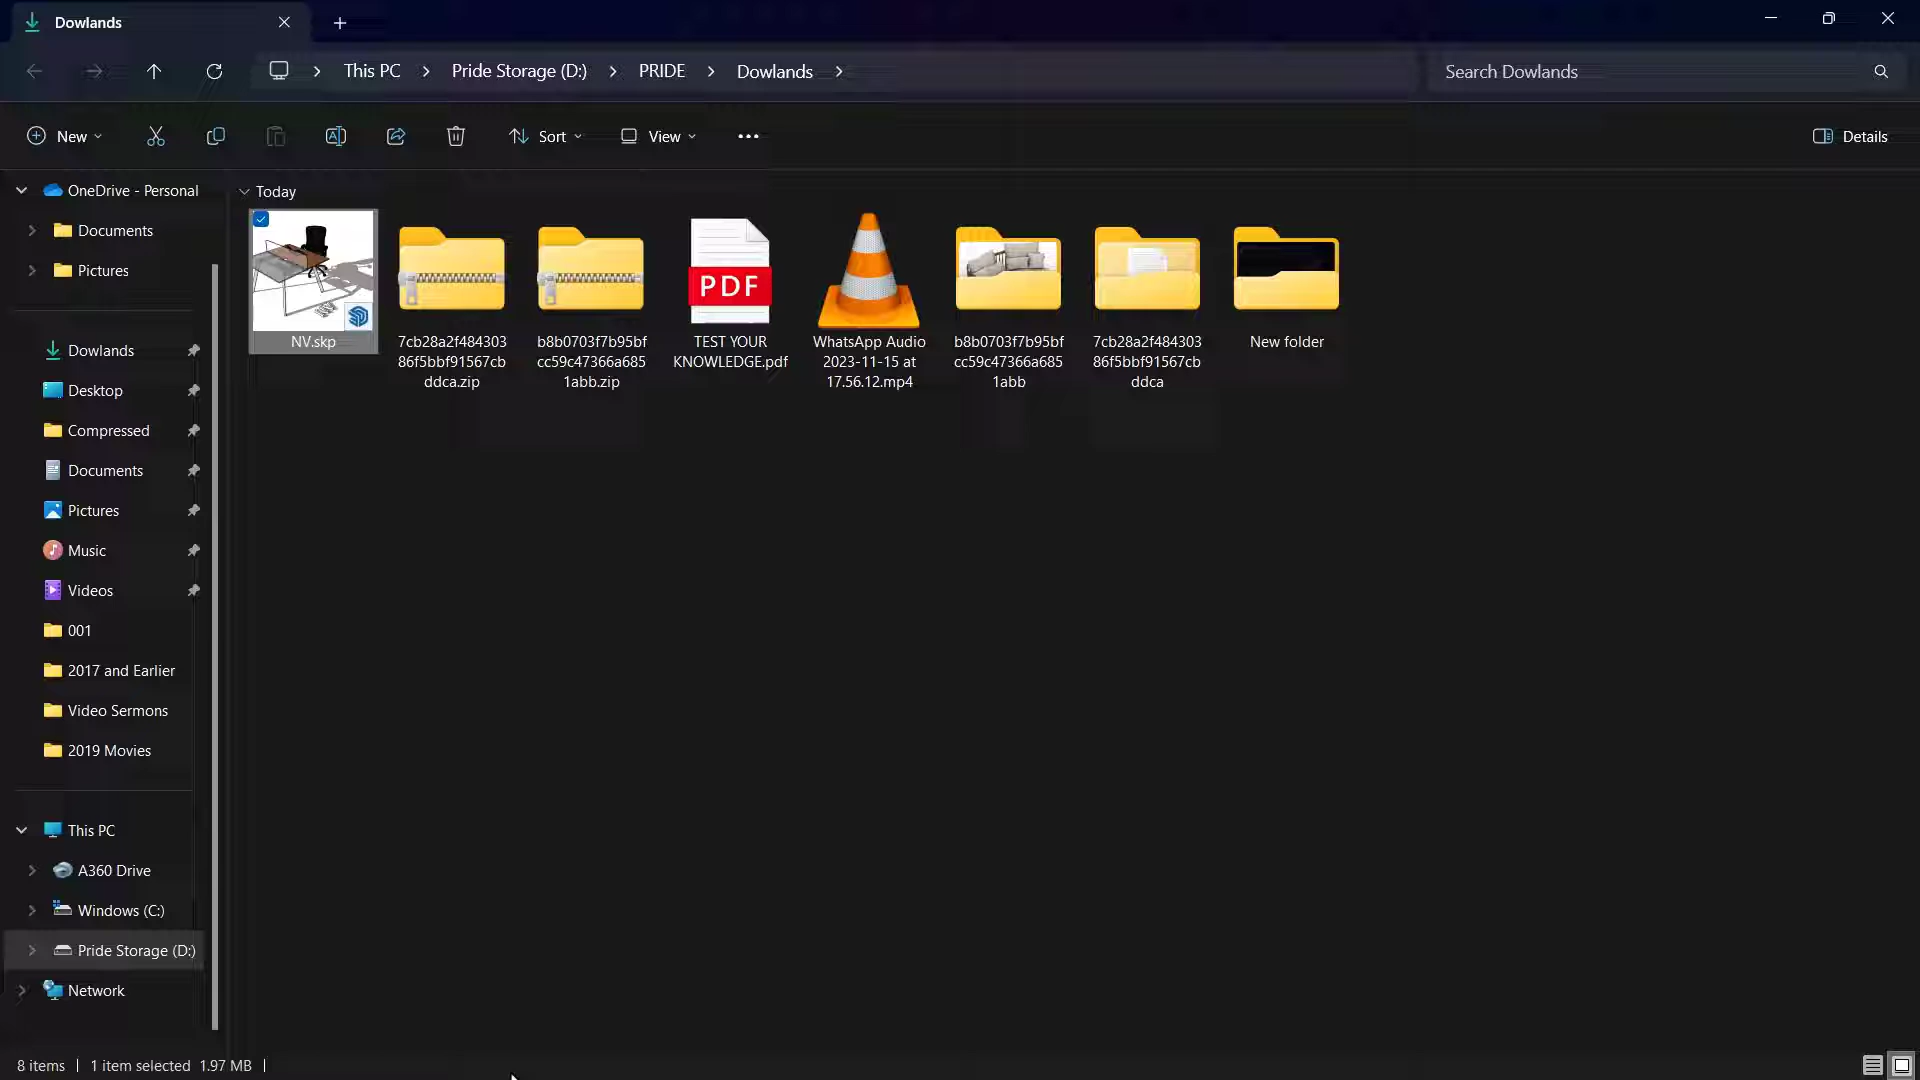 Dowlands
This PC
Pride Storage (D:)
PRIDE
Dowlands
Search Dowlands
New
Sort
View
Details
OneDrive - Personal
Documents
Pictures
Dowlands
Desktop
Compressed
Documents
Pictures
Music
Videos
001
2017 and Earlier
Video Sermons
2019 Movies
This PC
A360 Drive
Windows (C:)
Pride Storage (D:)
Network
Today
NV.skp
7cb28a2f484303
86f5bbf91567cb
ddca.zip
b8b0703f7b95bf
cc59c47366a685
1abb.zip
PDF
TEST YOUR
KNOWLEDGE.pdf
WhatsApp Audio
2023-11-15 at
17.56.12.mp4
b8b0703f7b95bf
cc59c47366a685
1abb
7cb28a2f484303
86f5bbf91567cb
ddca
New folder
8 items
1 item selected 1.97 MB